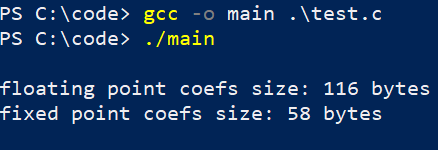 PS C:\code> gcc -o main .\test.c
PS C:\code> ./main
floating point coefs size: 116 bytes
fixed point coefs size: 58 bytes